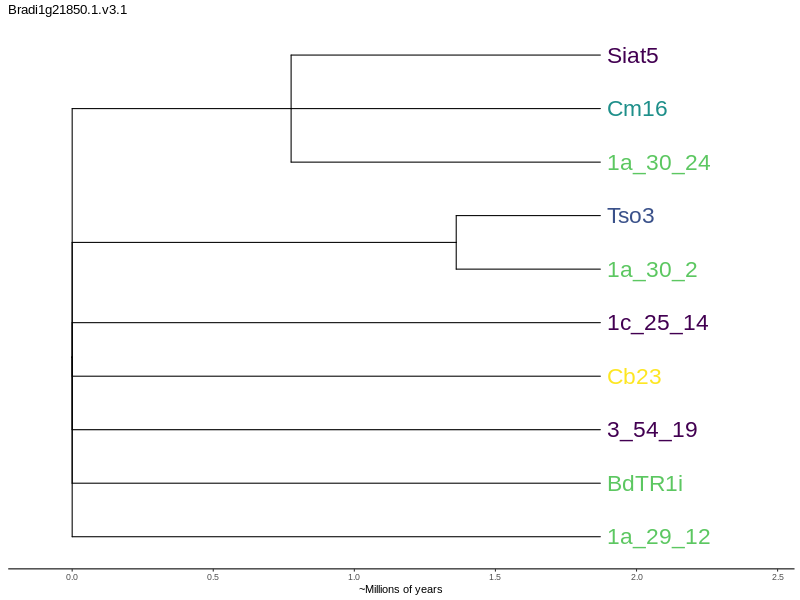 Bradi1g21850.1.v3.1
Siat5
Cm16
1a_30_24
Tso3
1a_30_2
1c_25_14
Cb23
3_54_19
BdTR1i
1a_29_12
0.0 0.5 1.0 1.5 2.0 2.5
~Millions of years